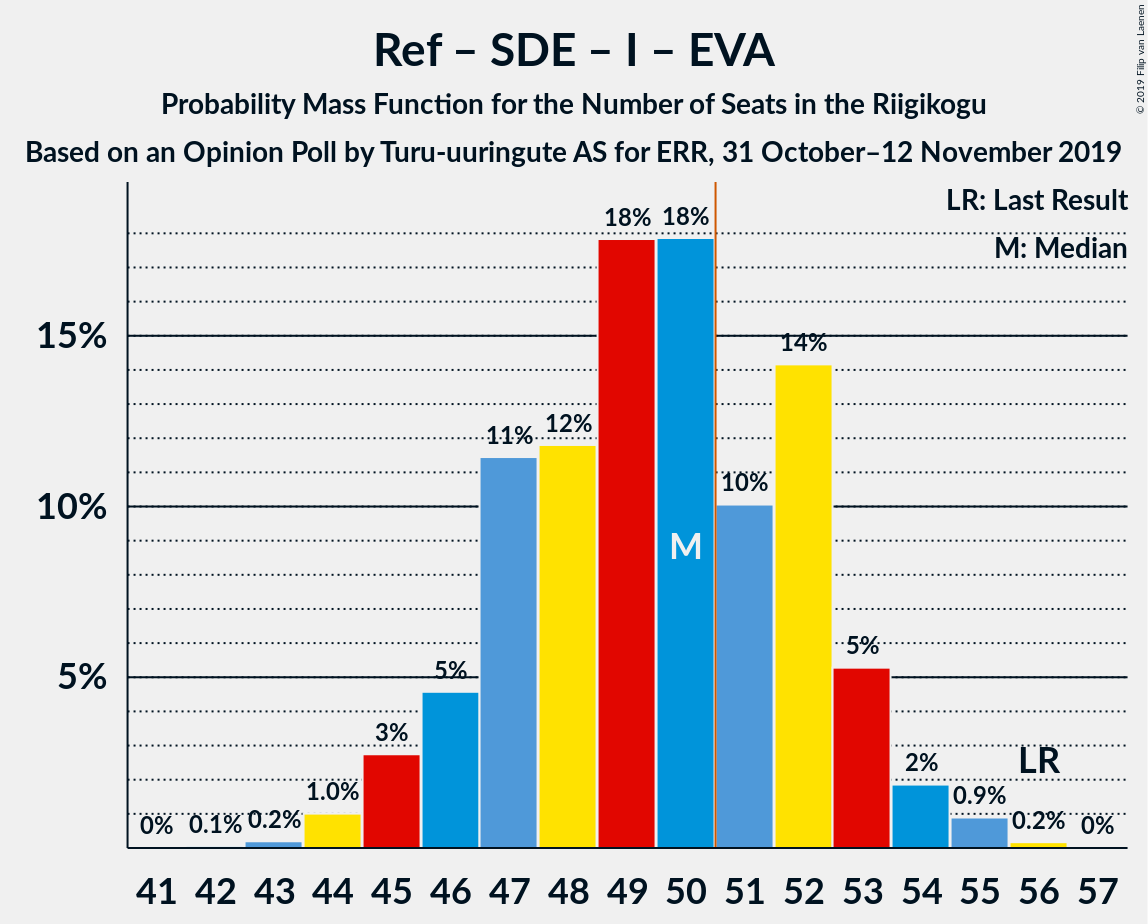 Ref – SDE – I – EVA
Probability Mass Function for the Number of Seats in the Riigikogu
Based on an Opinion Poll by Turu-uuringute AS for ERR, 31 October–12 November 2019
© 2019 Filip van Laenen
LR: Last Result
M: Median
15%
10%
5%
0% 0.1% 0.2% 1.0% 3% 5% 11% 12% 18% 18% 10% 14% 5% 2% 0.9% 0.2% 0%
M
LR
41 42 43 44 45 46 47 48 49 50 51 52 53 54 55 56 57